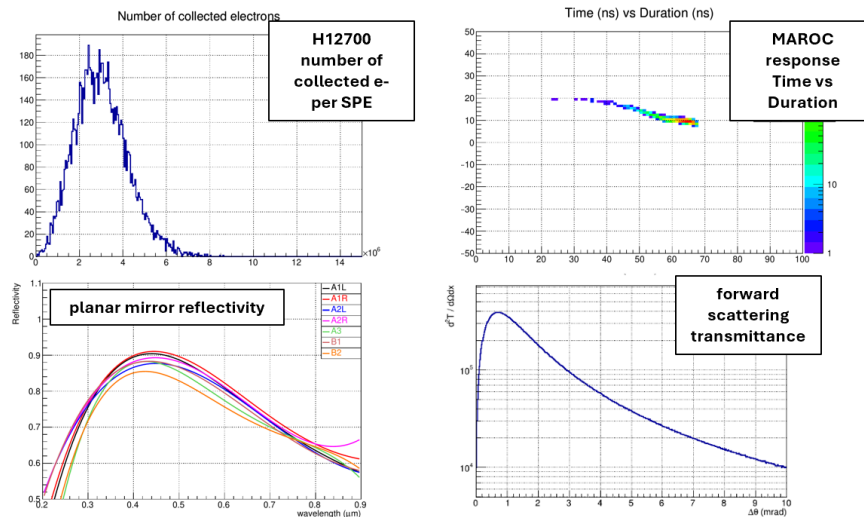 Number of collected electrons
H12700
number of
collected e-
per SPE
180
160
140
120
100
80
60
40
20
0
0
2
4
6
8
10
12
14
×10⁶
Time (ns) vs Duration (ns)
MAROC
response
Time vs
Duration
50
40
30
20
10
0
-10
-20
-30
-40
-50
0
10
20
30
40
50
60
70
80
90
100
10
1
Reflectivity
planar mirror reflectivity
A1L
A1R
A2L
A2R
A3
B1
B2
1.1
1
0.9
0.8
0.7
0.6
0.5
0.2
0.3
0.4
0.5
0.6
0.7
0.8
0.9
wavelength (μm)
d²T / dΩdx
forward
scattering
transmittance
10⁵
10⁴
0
1
2
3
4
5
6
7
8
9
10
Δθ (mrad)